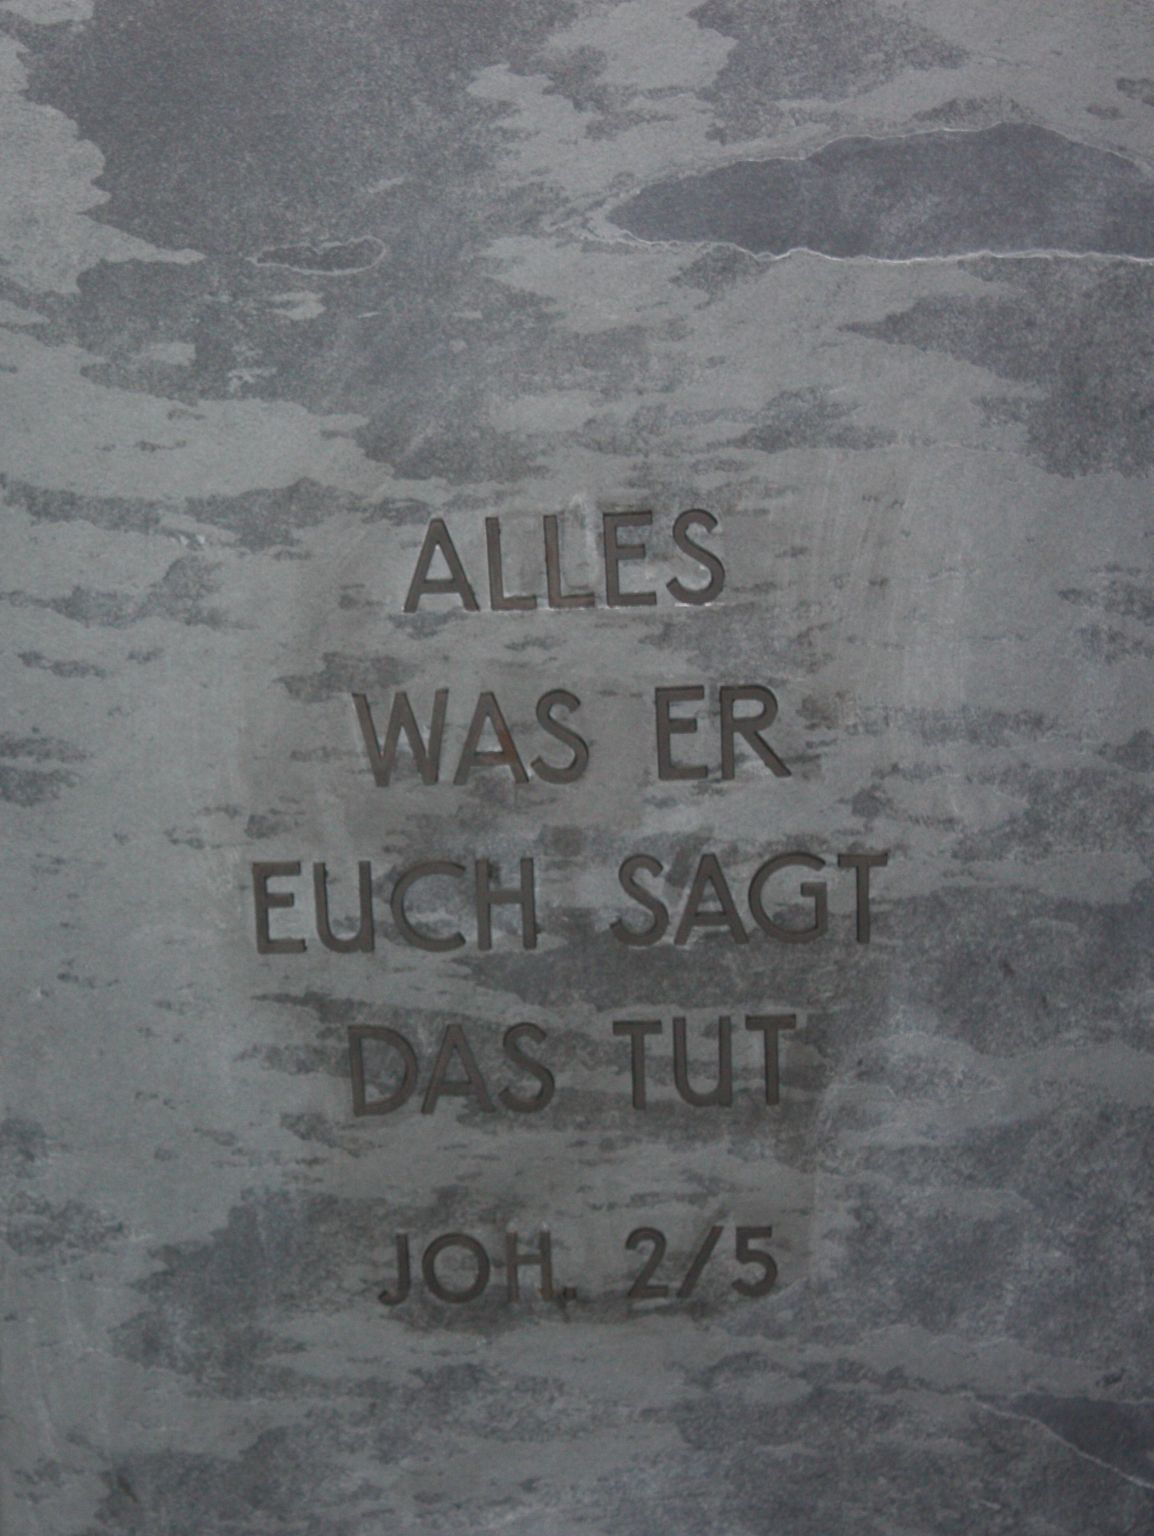 ALLES
WAS ER
EUCH SAGT
DAS TUT
JOH. 2/5